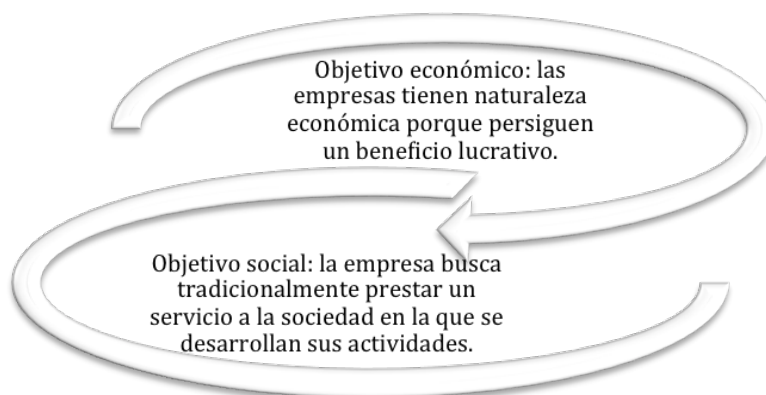 Objetivo económico: las
empresas tienen naturaleza
económica porque persiguen
un beneficio lucrativo.
Objetivo social: la empresa busca
tradicionalmente prestar un
servicio a la sociedad en la que se
desarrollan sus actividades.